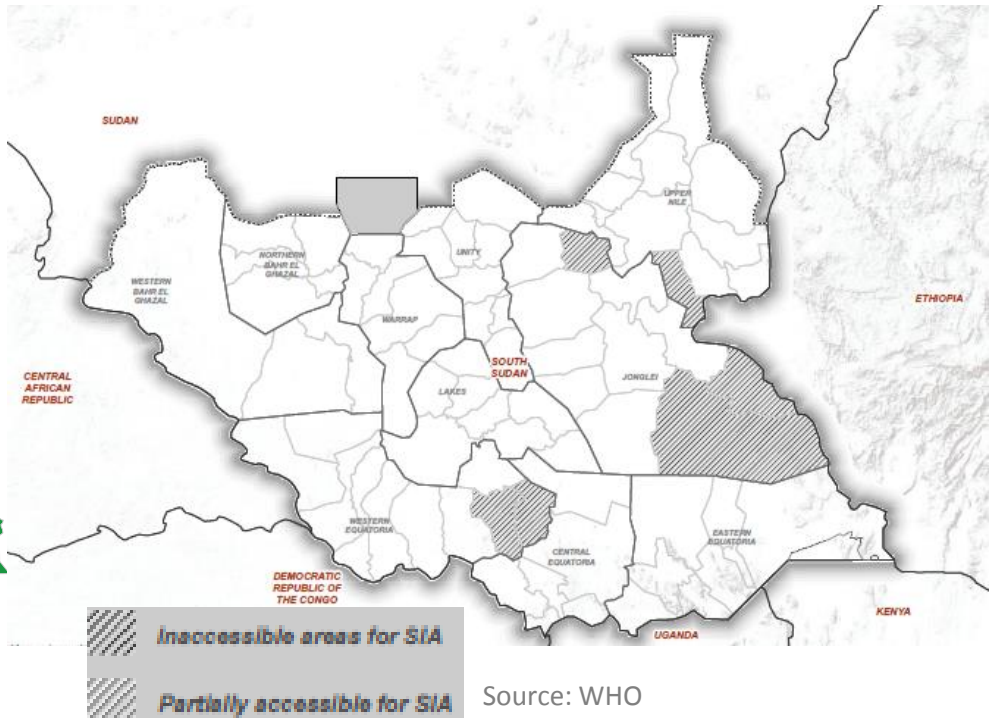 SUDAN
UPPER
NILE
NORTHERN
BAHR EL
GHAZAL
UNITY
WESTERN
BAHR EL
GHAZAL
ETHIOPIA
WARRAP
SOUTH
SUDAN
CENTRAL
AFRICAN
REPUBLIC
JONGLEI
LAKES
WESTERN
EQUATORIA
EASTERN
EQUATORIA
CENTRAL
EQUATORIA
DEMOCRATIC
REPUBLIC OF
THE CONGO
KENYA
UGANDA
Inaccessible areas for SIA
Partially accessible for SIA
Source: WHO